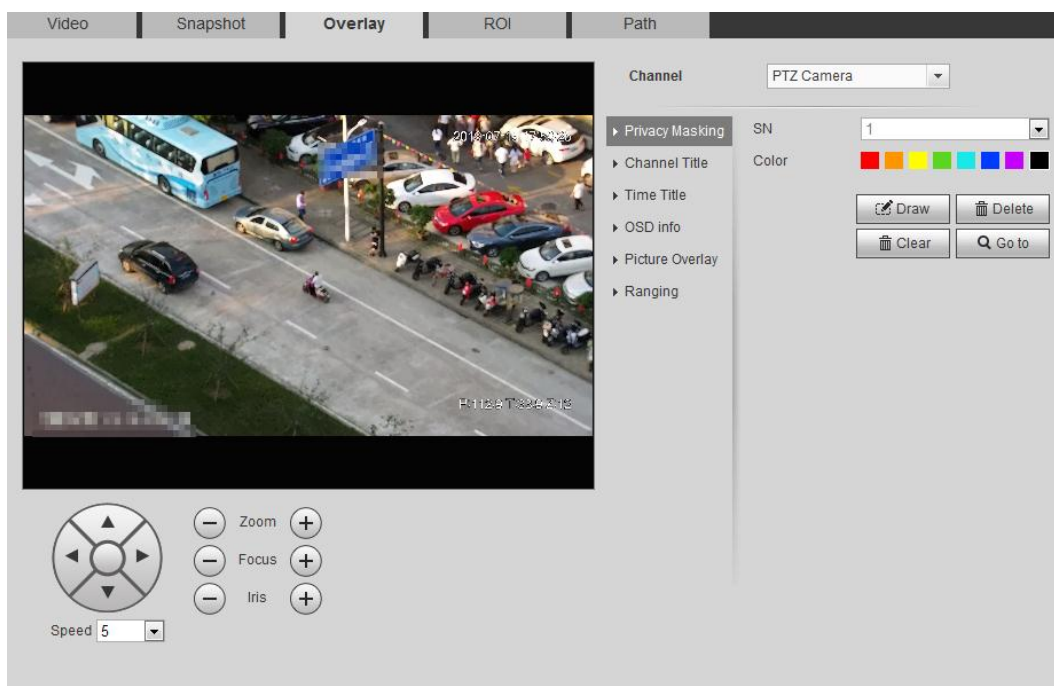 Video Snapshot Overlay ROI Path
Channel PTZ Camera
Privacy Masking
Channel Title
Time Title
OSD info
Picture Overlay
Ranging
SN 1
Color
Draw Delete
Clear Go to
Zoom
Focus
Iris
Speed 5